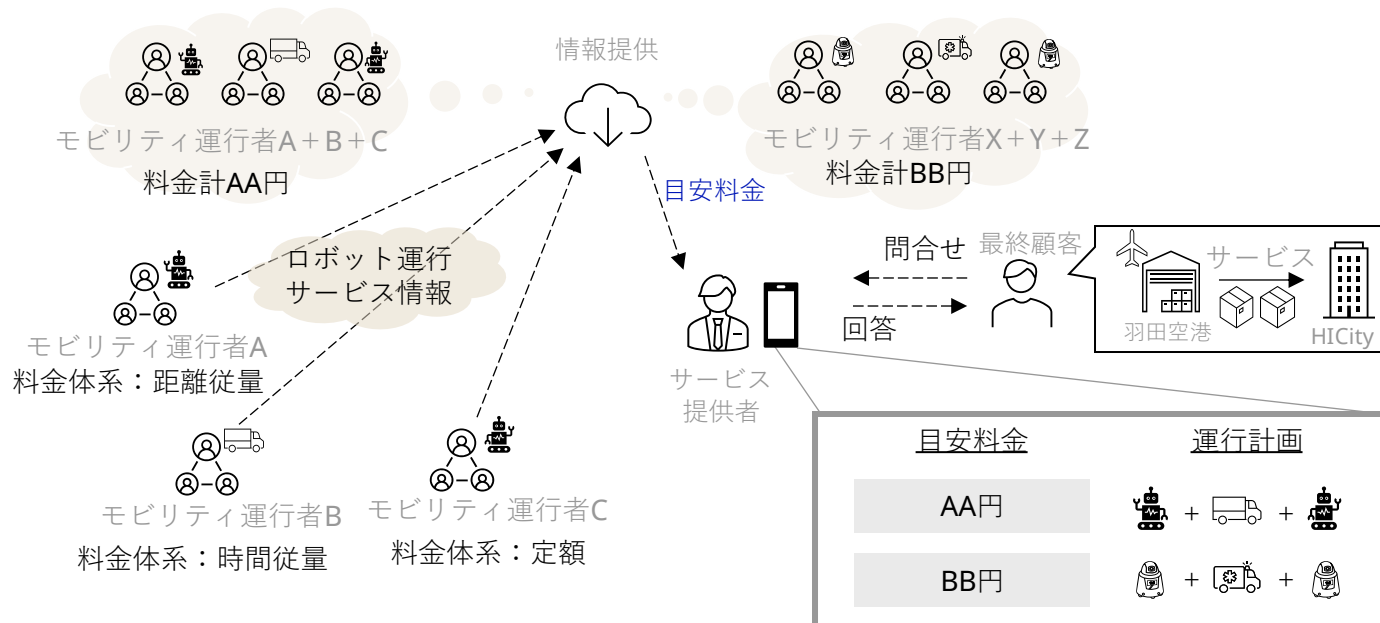 情報提供
モビリティ運行者A＋B＋C
料金計AA円
モビリティ運行者X＋Y＋Z
料金計BB円
目安料金
ロボット運行
サービス情報
問合せ
最終顧客
サービス
回答
羽田空港
HICity
モビリティ運行者A
料金体系：距離従量
サービス
提供者
モビリティ運行者B
料金体系：時間従量
モビリティ運行者C
料金体系：定額
目安料金
運行計画
AA円
＋
＋
BB円
＋
＋